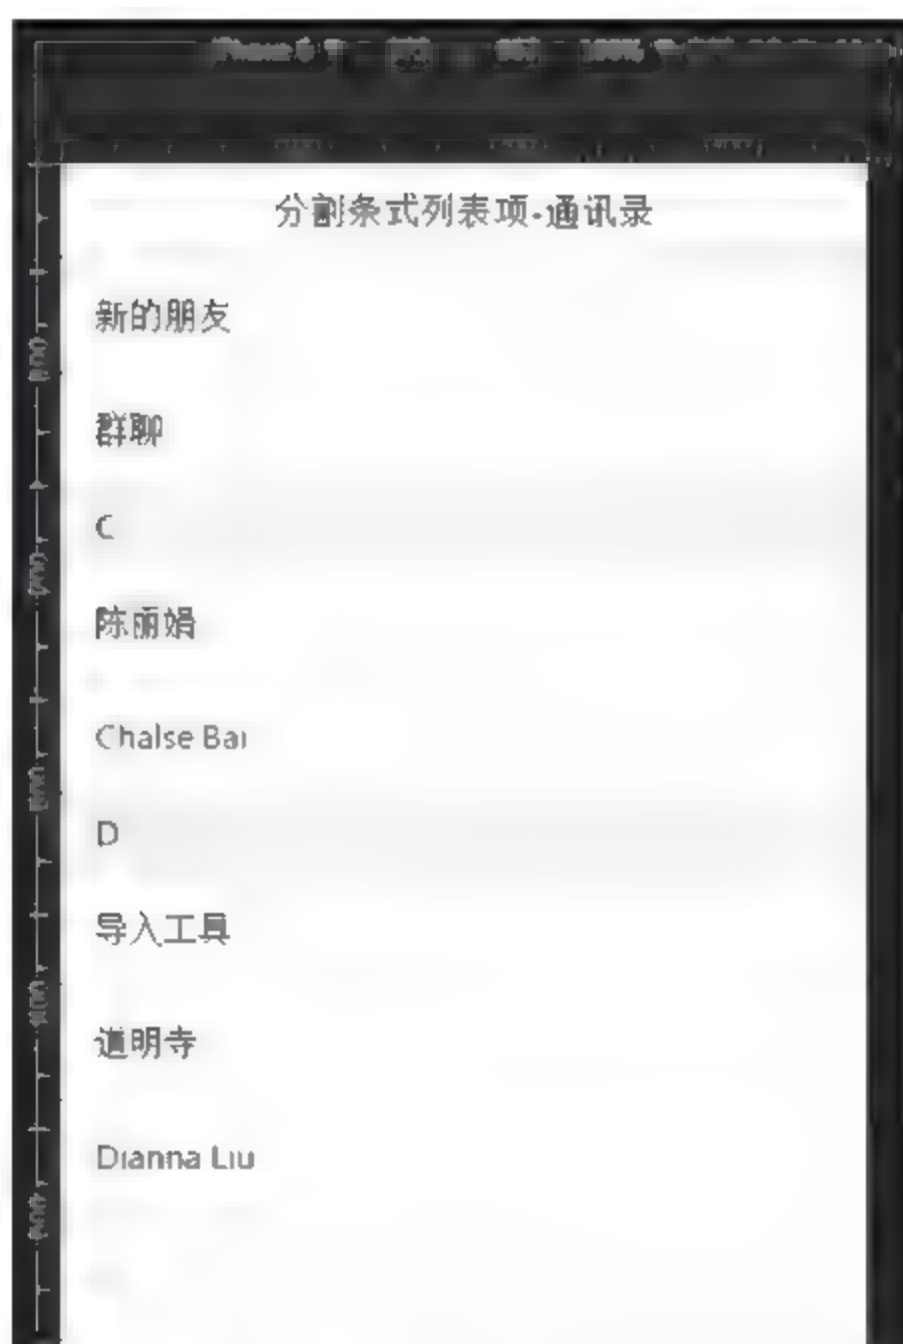 分割条式列表项-通讯录
新的朋友
群聊
C
陈丽娟
Chalse Bai
D
导入工具
道明寺
Dianna Liu